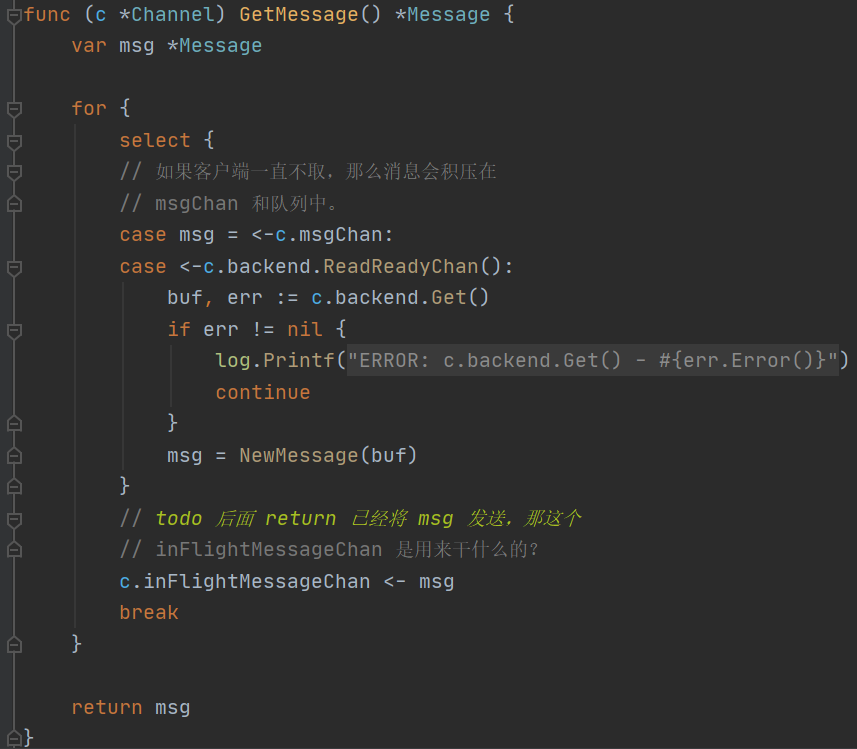 func (c *Channel) GetMessage() *Message {
    var msg *Message

    for {
        select {
        // 如果客户端一直不取，那么消息会积压在
        // msgChan 和队列中。
        case msg = <-c.msgChan:
        case <-c.backend.ReadReadyChan():
            buf, err := c.backend.Get()
            if err != nil {
                log.Printf("ERROR: c.backend.Get() - #{err.Error()}")
                continue
            }
            msg = NewMessage(buf)
        }
        // todo 后面 return 已经将 msg 发送，那这个
        // inFlightMessageChan 是用来干什么的？
        c.inFlightMessageChan <- msg
        break
    }

    return msg
}